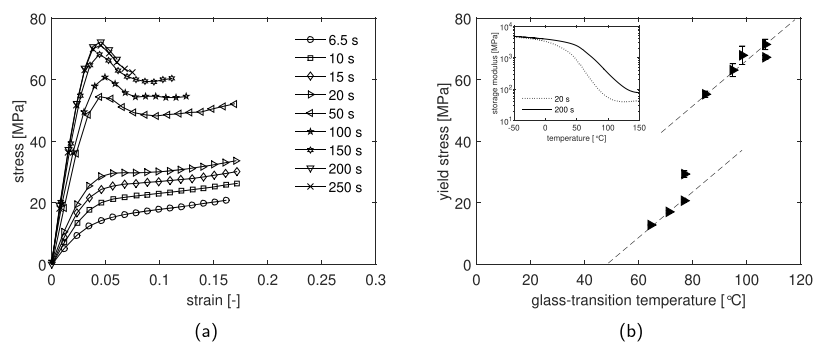 80
60
40
20
0
stress [MPa]
0
0.05
0.1
0.15
0.2
0.25
0.3
strain [-]
6.5 s
10 s
15 s
20 s
50 s
100 s
150 s
200 s
250 s
(a)
80
60
40
20
0
yield stress [MPa]
0
20
40
60
80
100
120
glass-transition temperature [°C]
10⁴
10³
10²
10¹
storage modulus [MPa]
-50
0
50
100
150
temperature [°C]
20 s
200 s
(b)